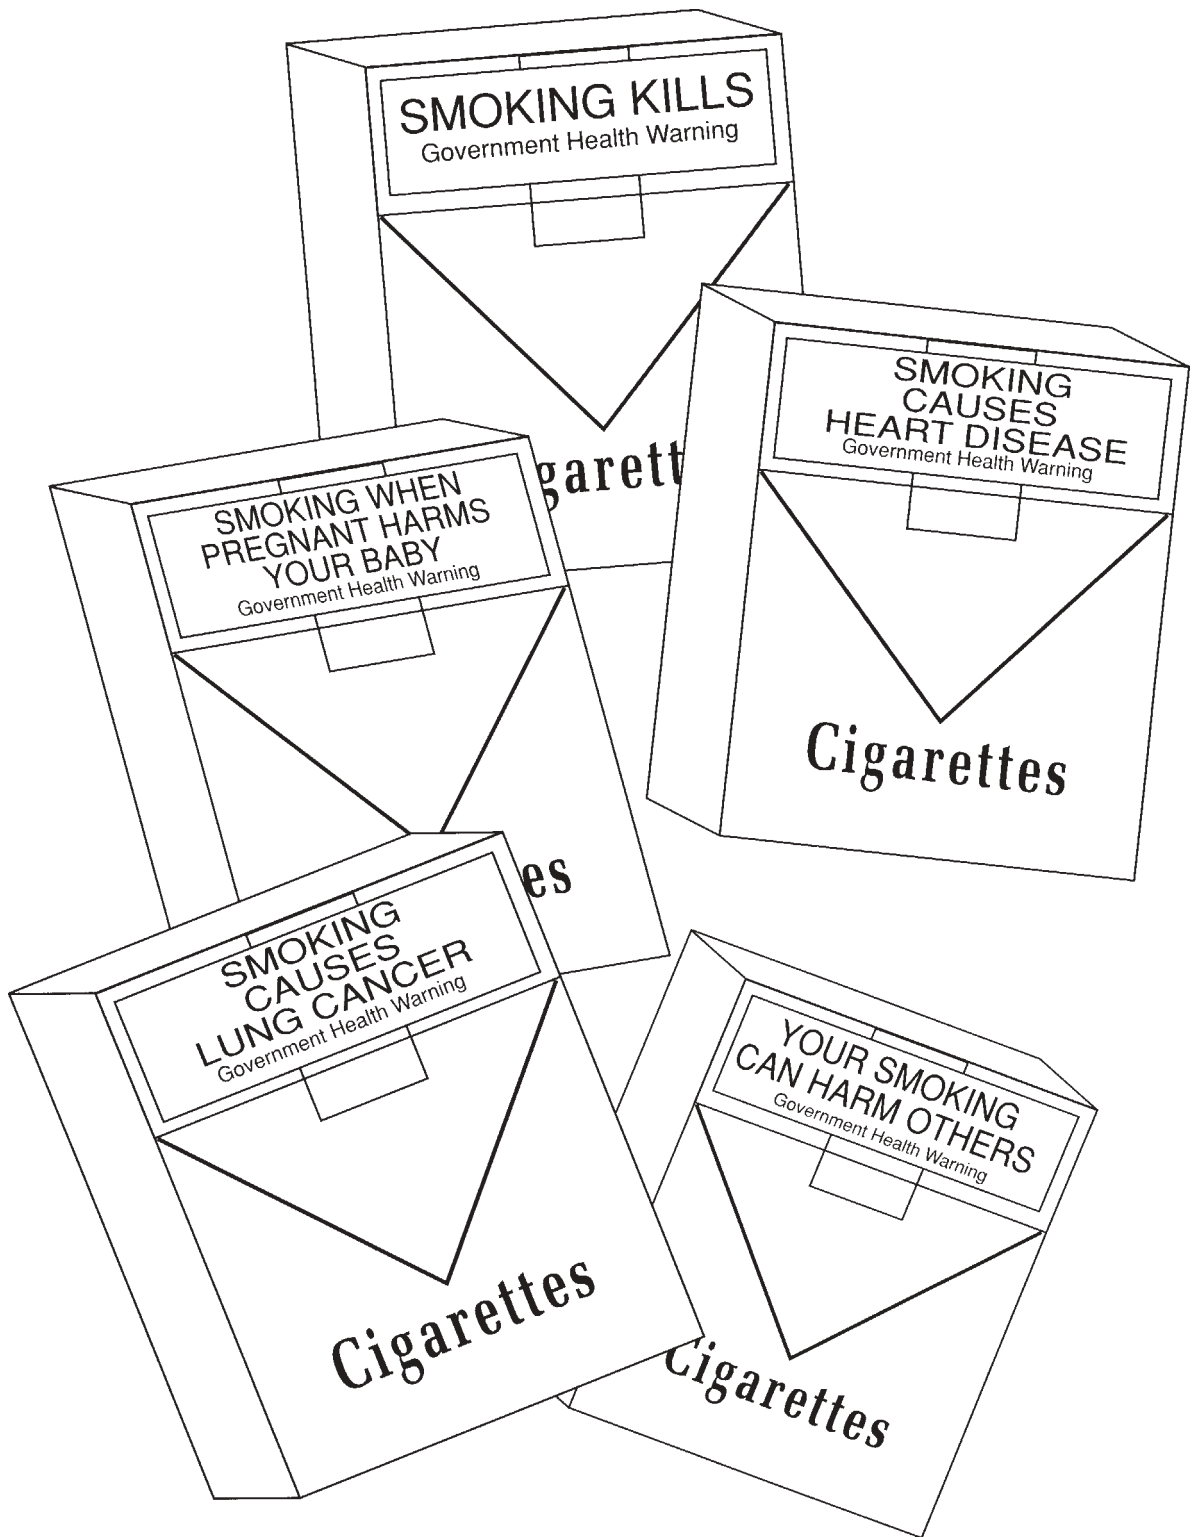 SMOKING KILLS
Government Health Warning
garett
SMOKING
CAUSES
HEART DISEASE
Government Health Warning
Cigarettes
SMOKING WHEN
PREGNANT HARMS
YOUR BABY
Government Health Warning
es
SMOKING
CAUSES
LUNG CANCER
Government Health Warning
Cigarettes
YOUR SMOKING
CAN HARM OTHERS
Government Health Warning
Cigarettes